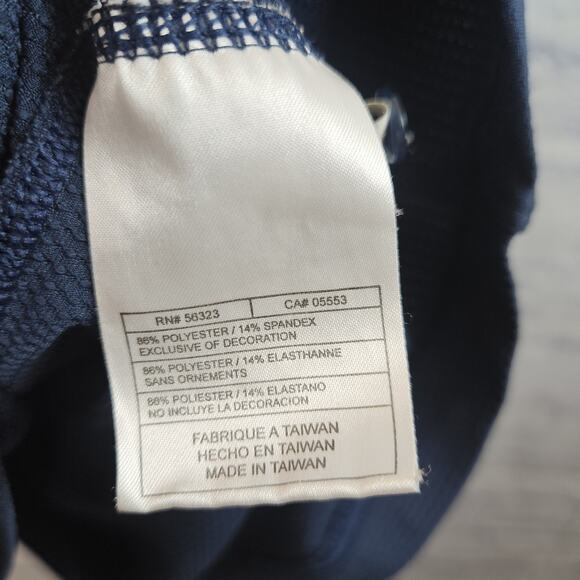 RN# 56323 CA# 05553
86% POLYESTER / 14% SPANDEX
EXCLUSIVE OF DECORATION
86% POLYESTER / 14% ELASTHANNE
SANS ORNEMENTS
86% POLIESTER / 14% ELASTANO
NO INCLUYE LA DECORACION
FABRIQUE A TAIWAN
HECHO EN TAIWAN
MADE IN TAIWAN